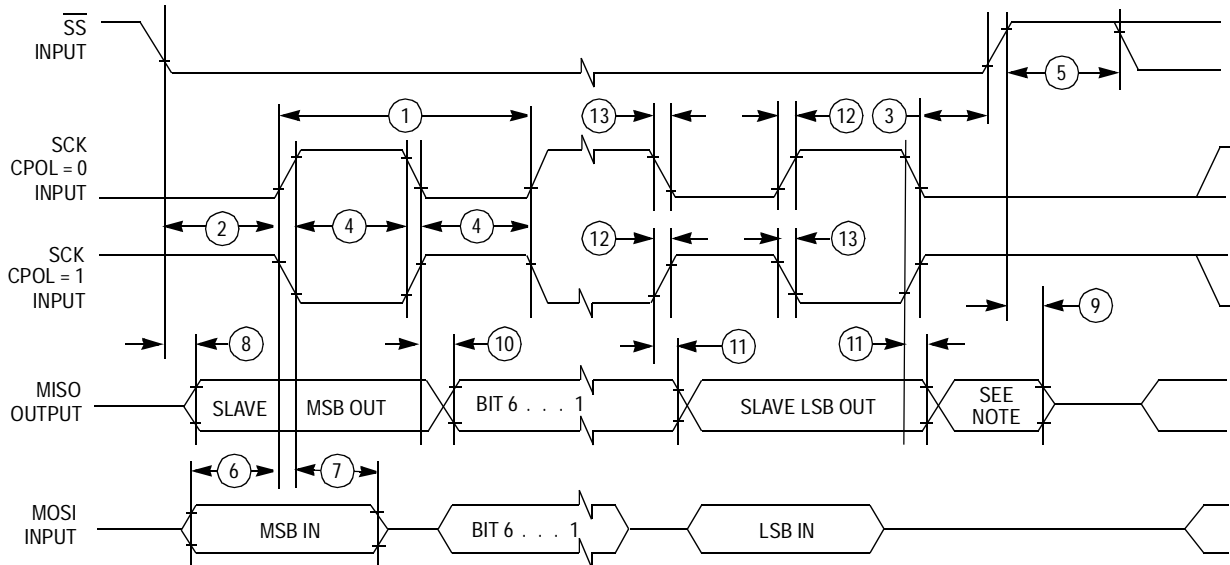 SS
INPUT
5
1
13
12
3
SCK
CPOL = 0
INPUT
2
4
4
12
13
SCK
CPOL = 1
INPUT
8
10
11
11
9
MISO
OUTPUT
SLAVE
MSB OUT
BIT 6 . . . 1
SLAVE LSB OUT
SEE
NOTE
6
7
MOSI
INPUT
MSB IN
BIT 6 . . . 1
LSB IN